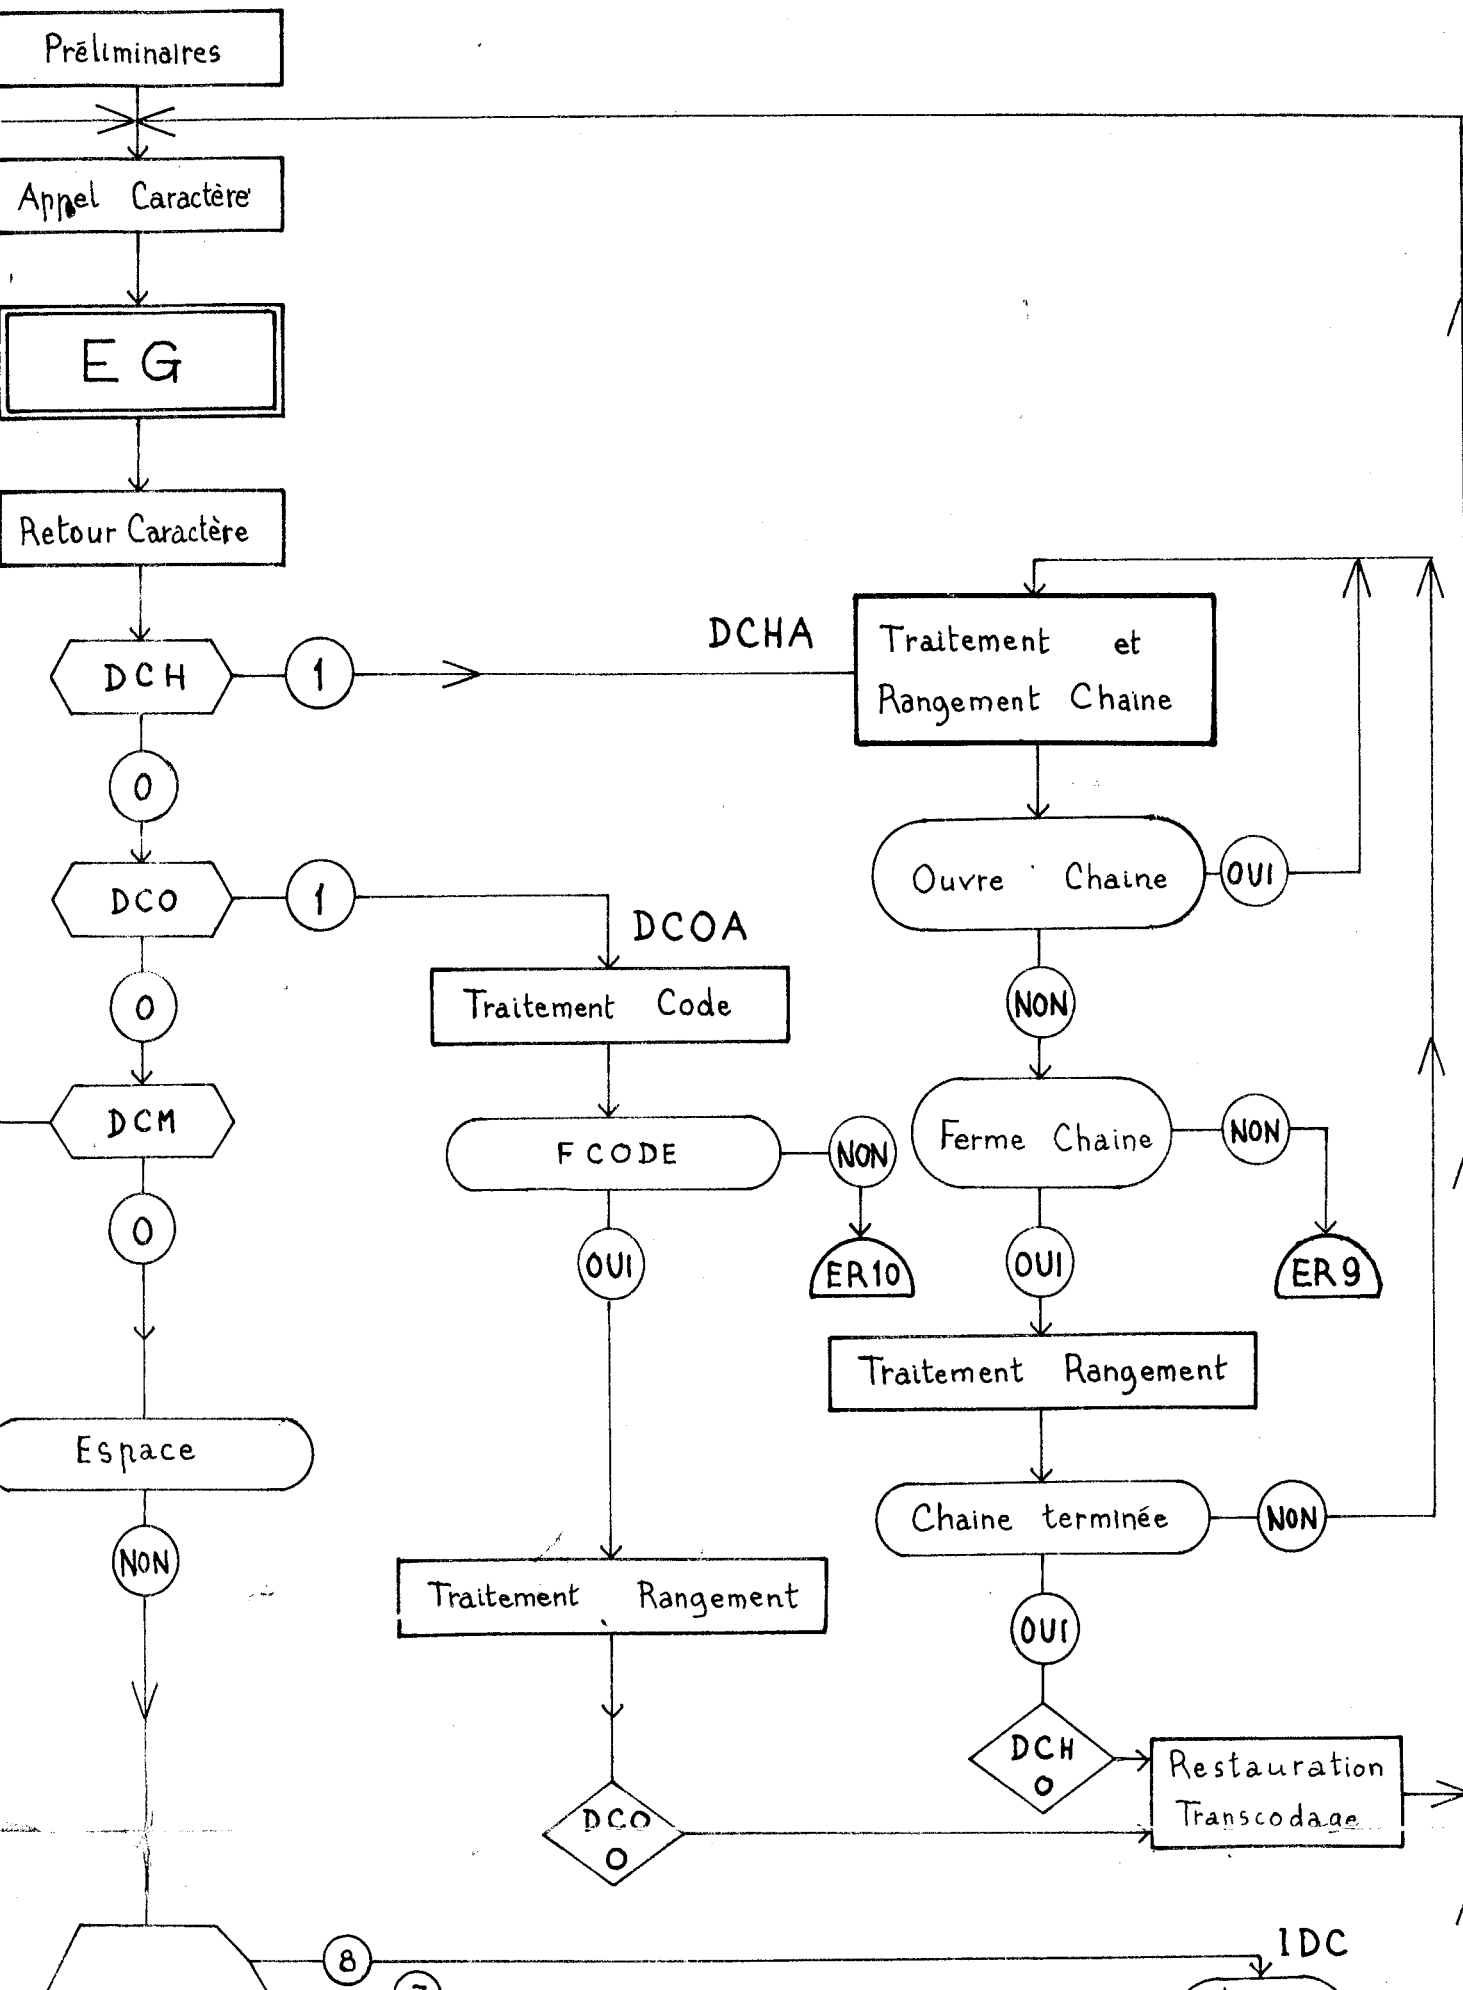 Préliminaires
Appel Caractère
EG
Retour Caractère
DCH
1
DCHA
Traitement et
Rangement Chaine
0
Ouvre Chaine
OUI
DCO
1
DCOA
NON
0
Traitement Code
DCM
FCODE
NON
Ferme Chaine
NON
0
OUI
ER10
OUI
ER9
Traitement Rangement
Espace
Chaine terminée
NON
NON
Traitement Rangement
OUI
DCH
0
Restauration
Transcodage
DCO
0
8
IDC